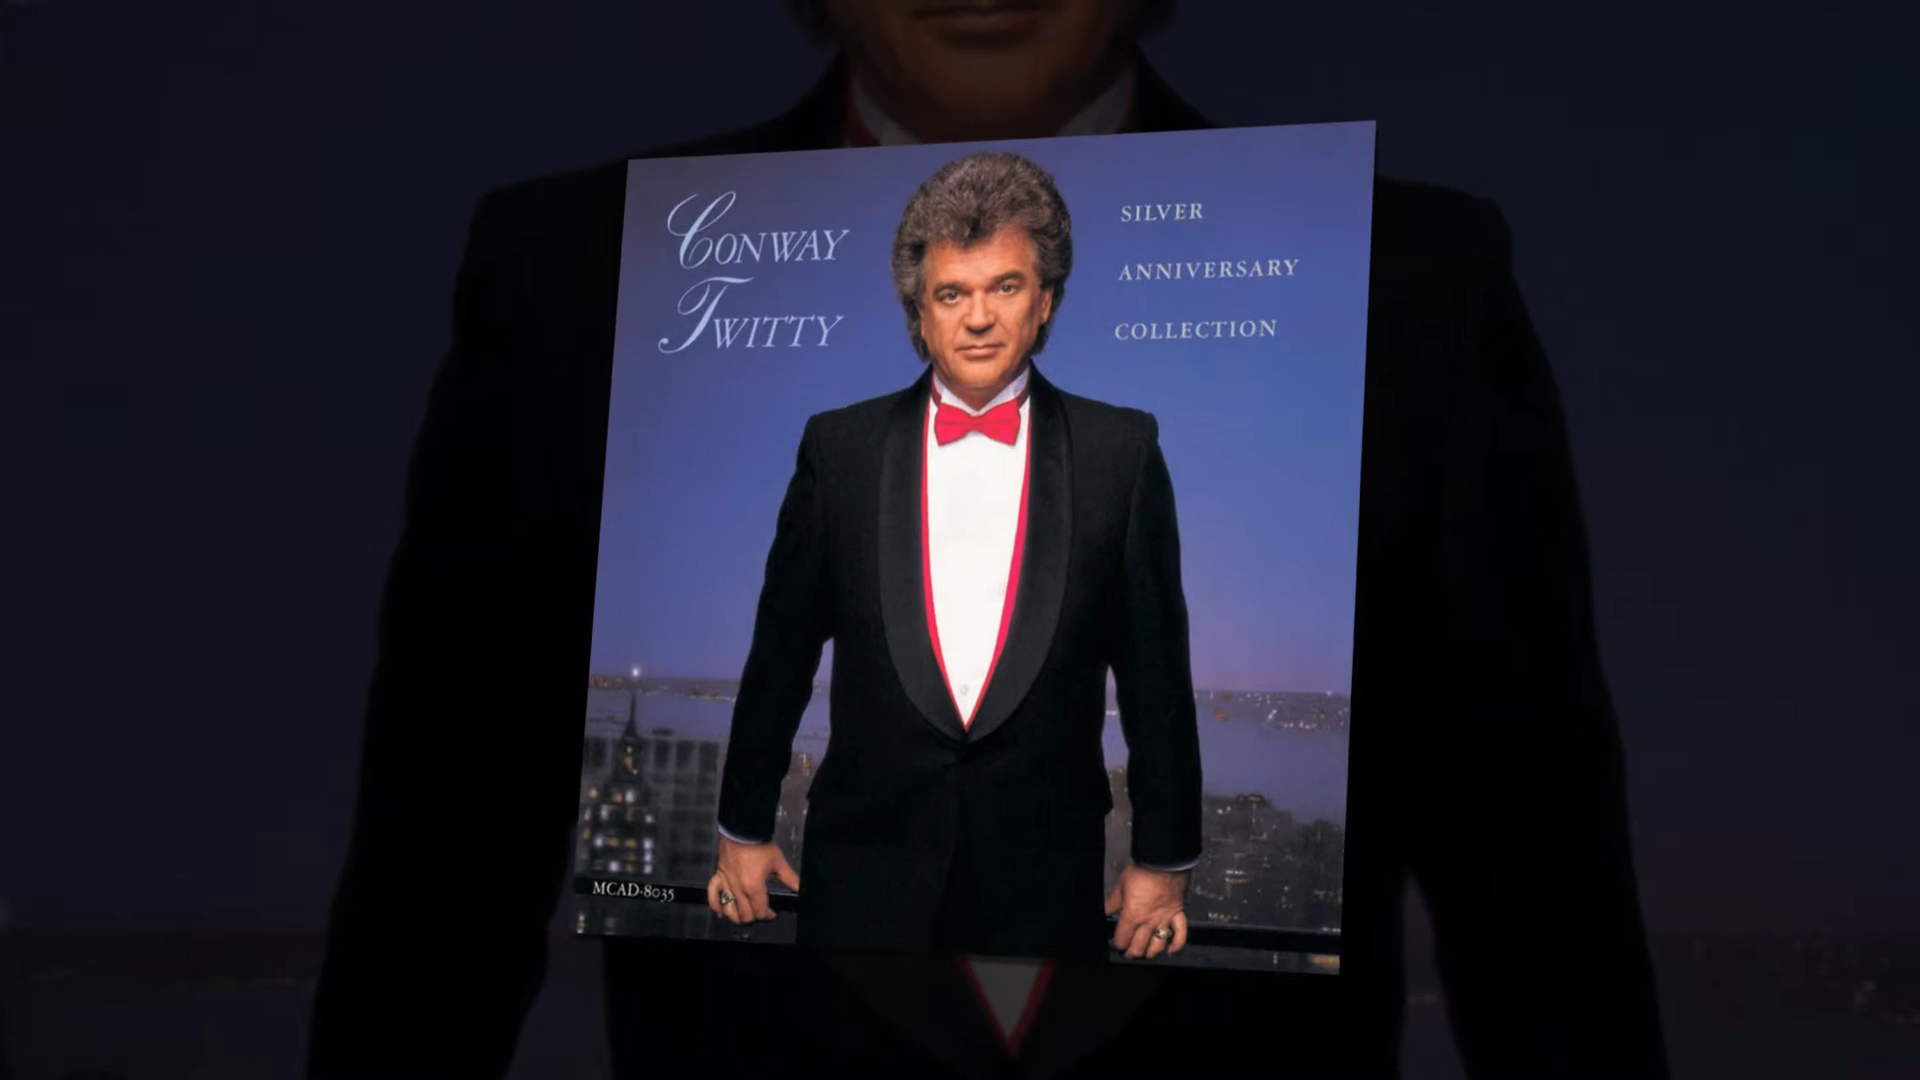 CONWAY
TWITTY
SILVER
ANNIVERSARY
COLLECTION
MCAD-8035